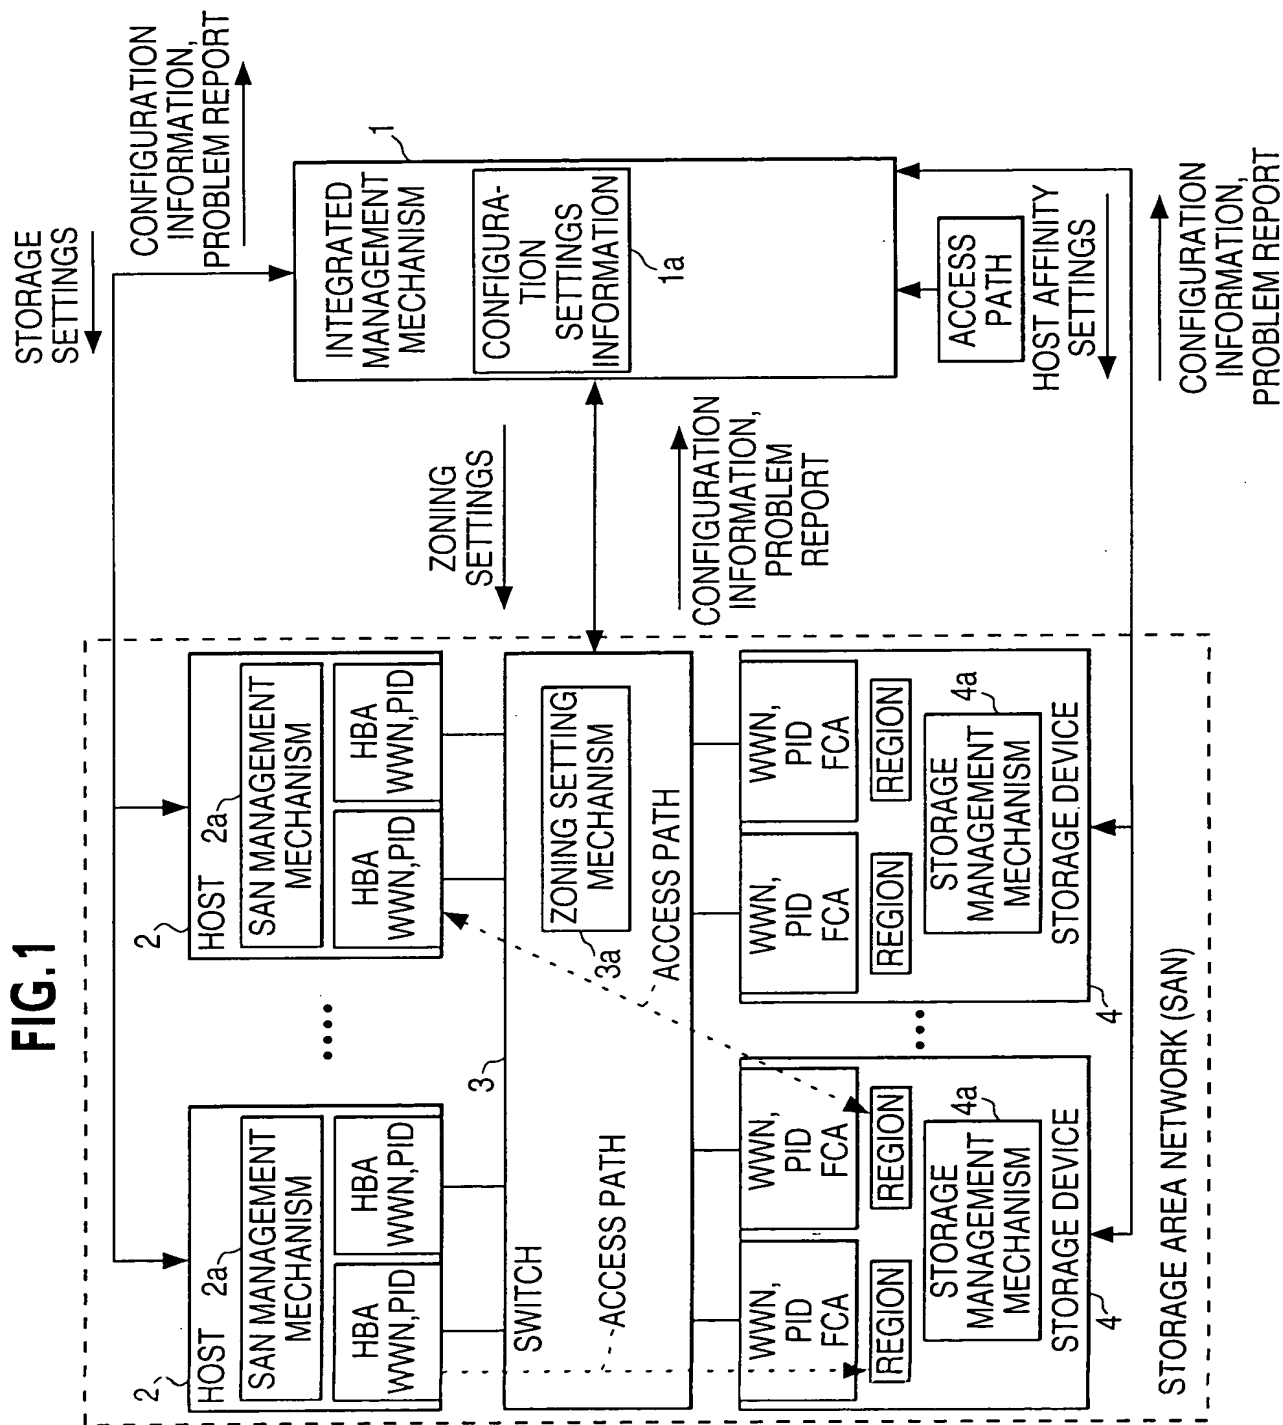 FIG.1
STORAGE
SETTINGS
CONFIGURATION
INFORMATION,
PROBLEM REPORT
2
HOST
2a
SAN MANAGEMENT
MECHANISM
HBA
WWN,PID
HBA
WWN,PID
2
HOST
2a
SAN MANAGEMENT
MECHANISM
HBA
WWN,PID
HBA
WWN,PID
ZONING
SETTINGS
1
INTEGRATED
MANAGEMENT
MECHANISM
CONFIGURA-
TION
SETTINGS
INFORMATION
1a
3
SWITCH
ZONING SETTING
MECHANISM
3a
ACCESS PATH
ACCESS PATH
CONFIGURATION
INFORMATION,
PROBLEM
REPORT
WWN,
PID
FCA
WWN,
PID
FCA
REGION
REGION
4a
STORAGE
MANAGEMENT
MECHANISM
STORAGE DEVICE
4
WWN,
PID
FCA
WWN,
PID
FCA
REGION
REGION
4a
STORAGE
MANAGEMENT
MECHANISM
STORAGE DEVICE
4
ACCESS
PATH
HOST AFFINITY
SETTINGS
CONFIGURATION
INFORMATION,
PROBLEM REPORT
STORAGE AREA NETWORK (SAN)